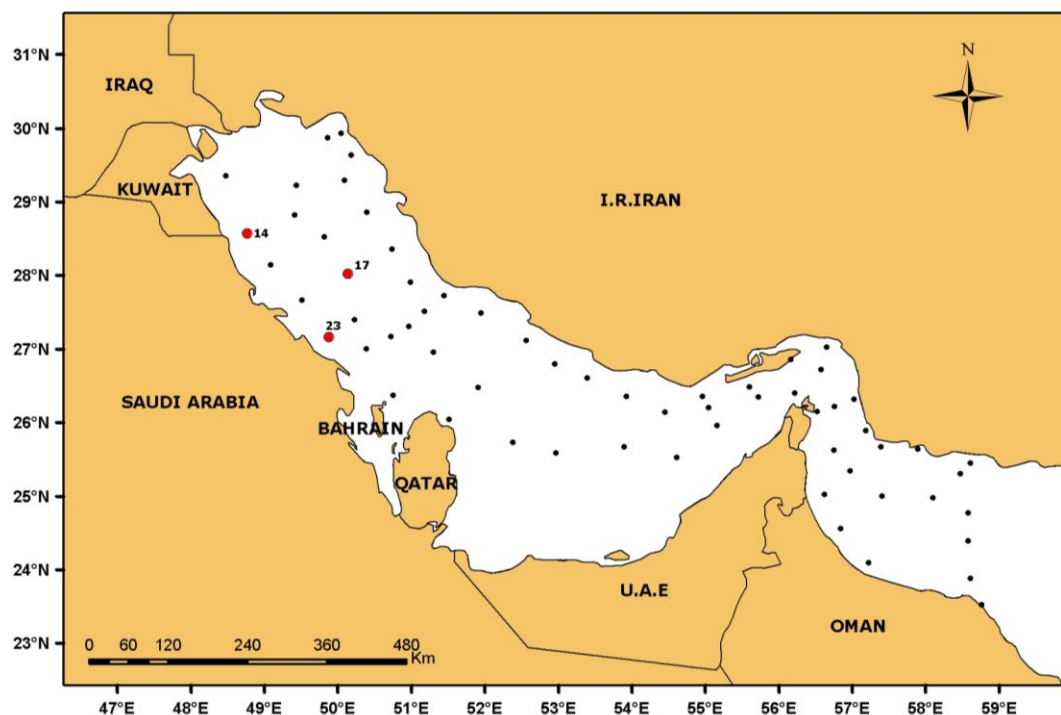 31°N
N
IRAQ
30°N
29°N
KUWAIT
I.R.IRAN
14
28°N
17
27°N
23
SAUDI ARABIA
26°N
BAHRAIN
25°N
QATAR
24°N
U.A.E
OMAN
23°N
0 60 120 240 360 480
Km
47°E 48°E 49°E 50°E 51°E 52°E 53°E 54°E 55°E 56°E 57°E 58°E 59°E